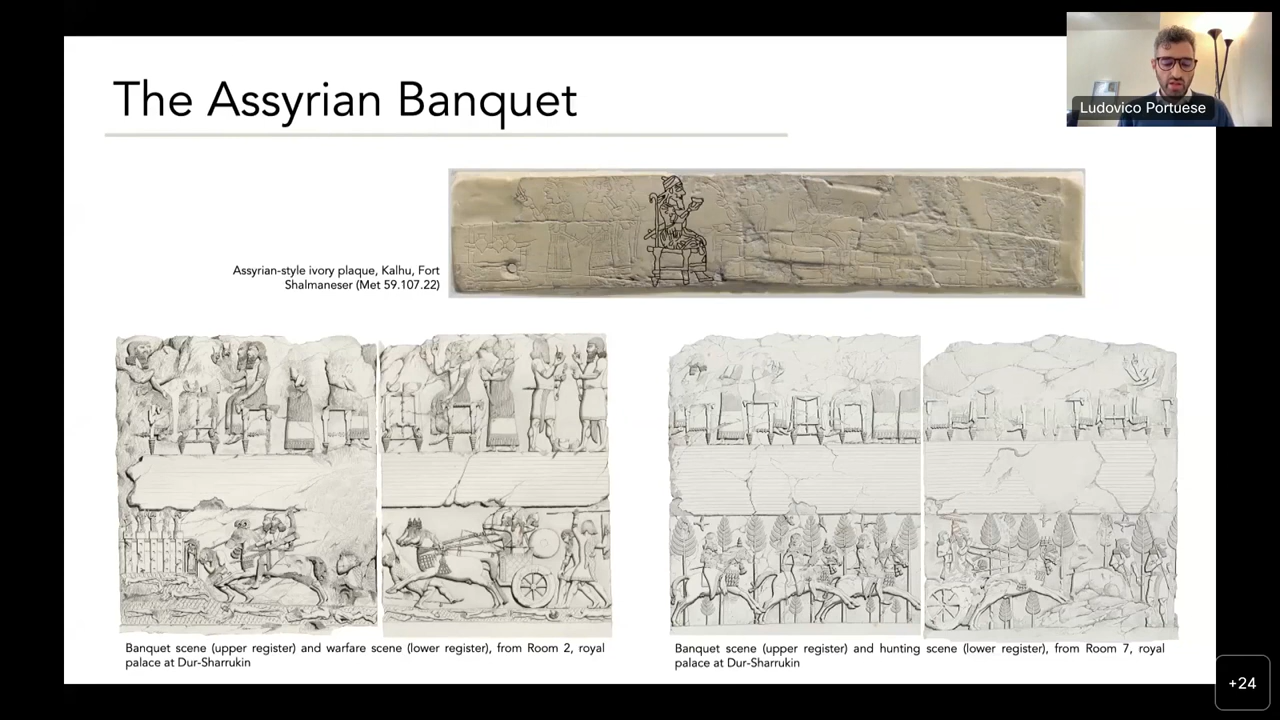 The Assyrian Banquet
Ludovico Portuese
Assyrian-style ivory plaque, Kalhu, Fort
Shalmaneser (Met 59.107.22)
Banquet scene (upper register) and warfare scene (lower register), from Room 2, royal
palace at Dur-Sharrukin
Banquet scene (upper register) and hunting scene (lower register), from Room 7, royal
palace at Dur-Sharrukin
+24